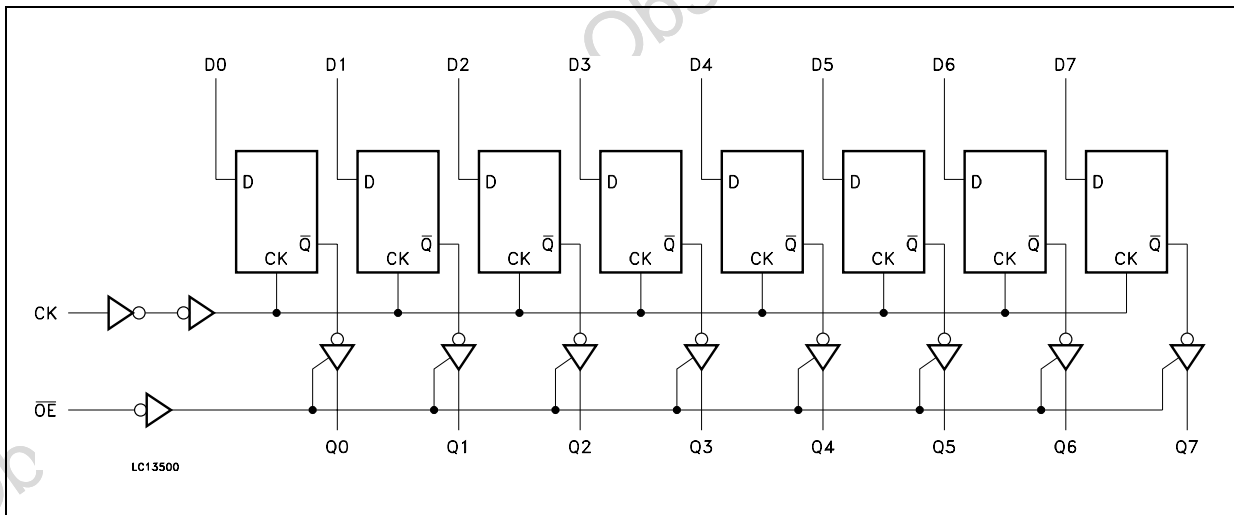 Obs
D0 D1 D2 D3 D4 D5 D6 D7
D D D D D D D D
Q̅ Q̅ Q̅ Q̅ Q̅ Q̅ Q̅ Q̅
CK CK CK CK CK CK CK CK
CK
O̅E̅
Q0 Q1 Q2 Q3 Q4 Q5 Q6 Q7
LC13500